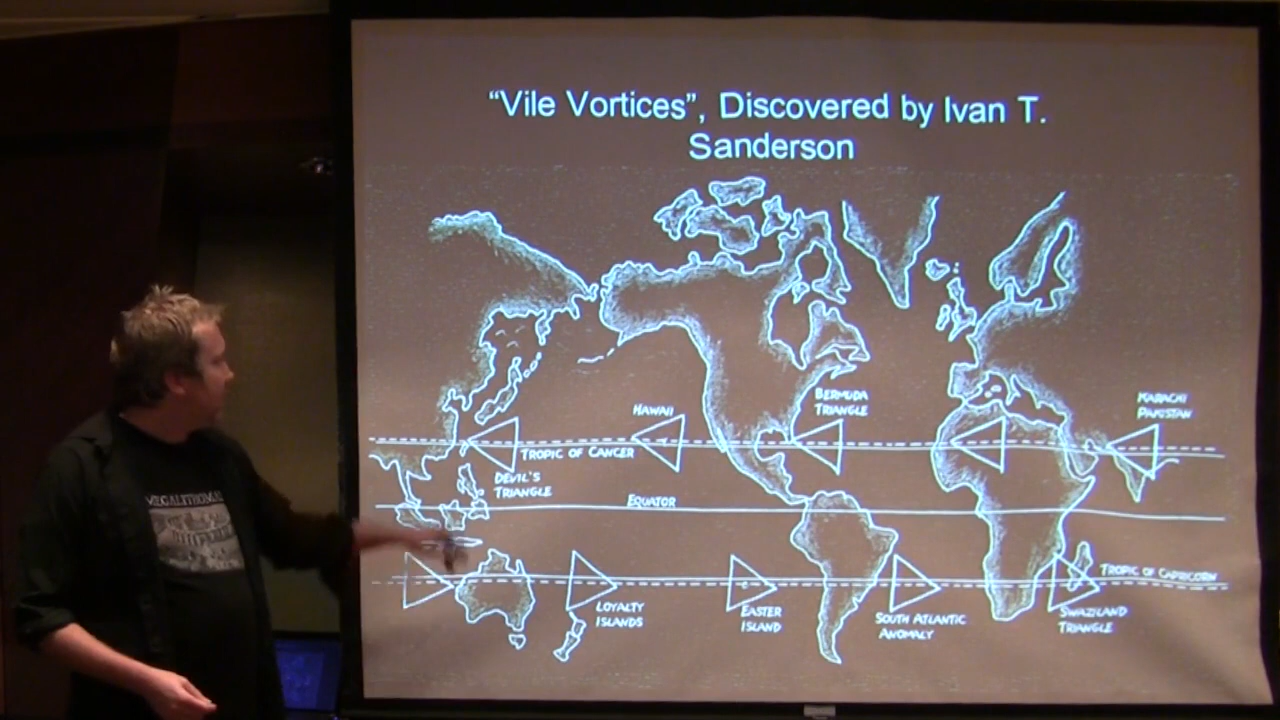 “Vile Vortices”, Discovered by Ivan T.
Sanderson
BERMUDA
TRIANGLE
KARACHI
PAKISTAN
HAWAII
TROPIC OF CANCER
DEVIL'S
TRIANGLE
EQUATOR
TROPIC OF CAPRICORN
LOYALTY
ISLANDS
EASTER
ISLAND
SOUTH ATLANTIC
ANOMALY
SWAZILAND
TRIANGLE